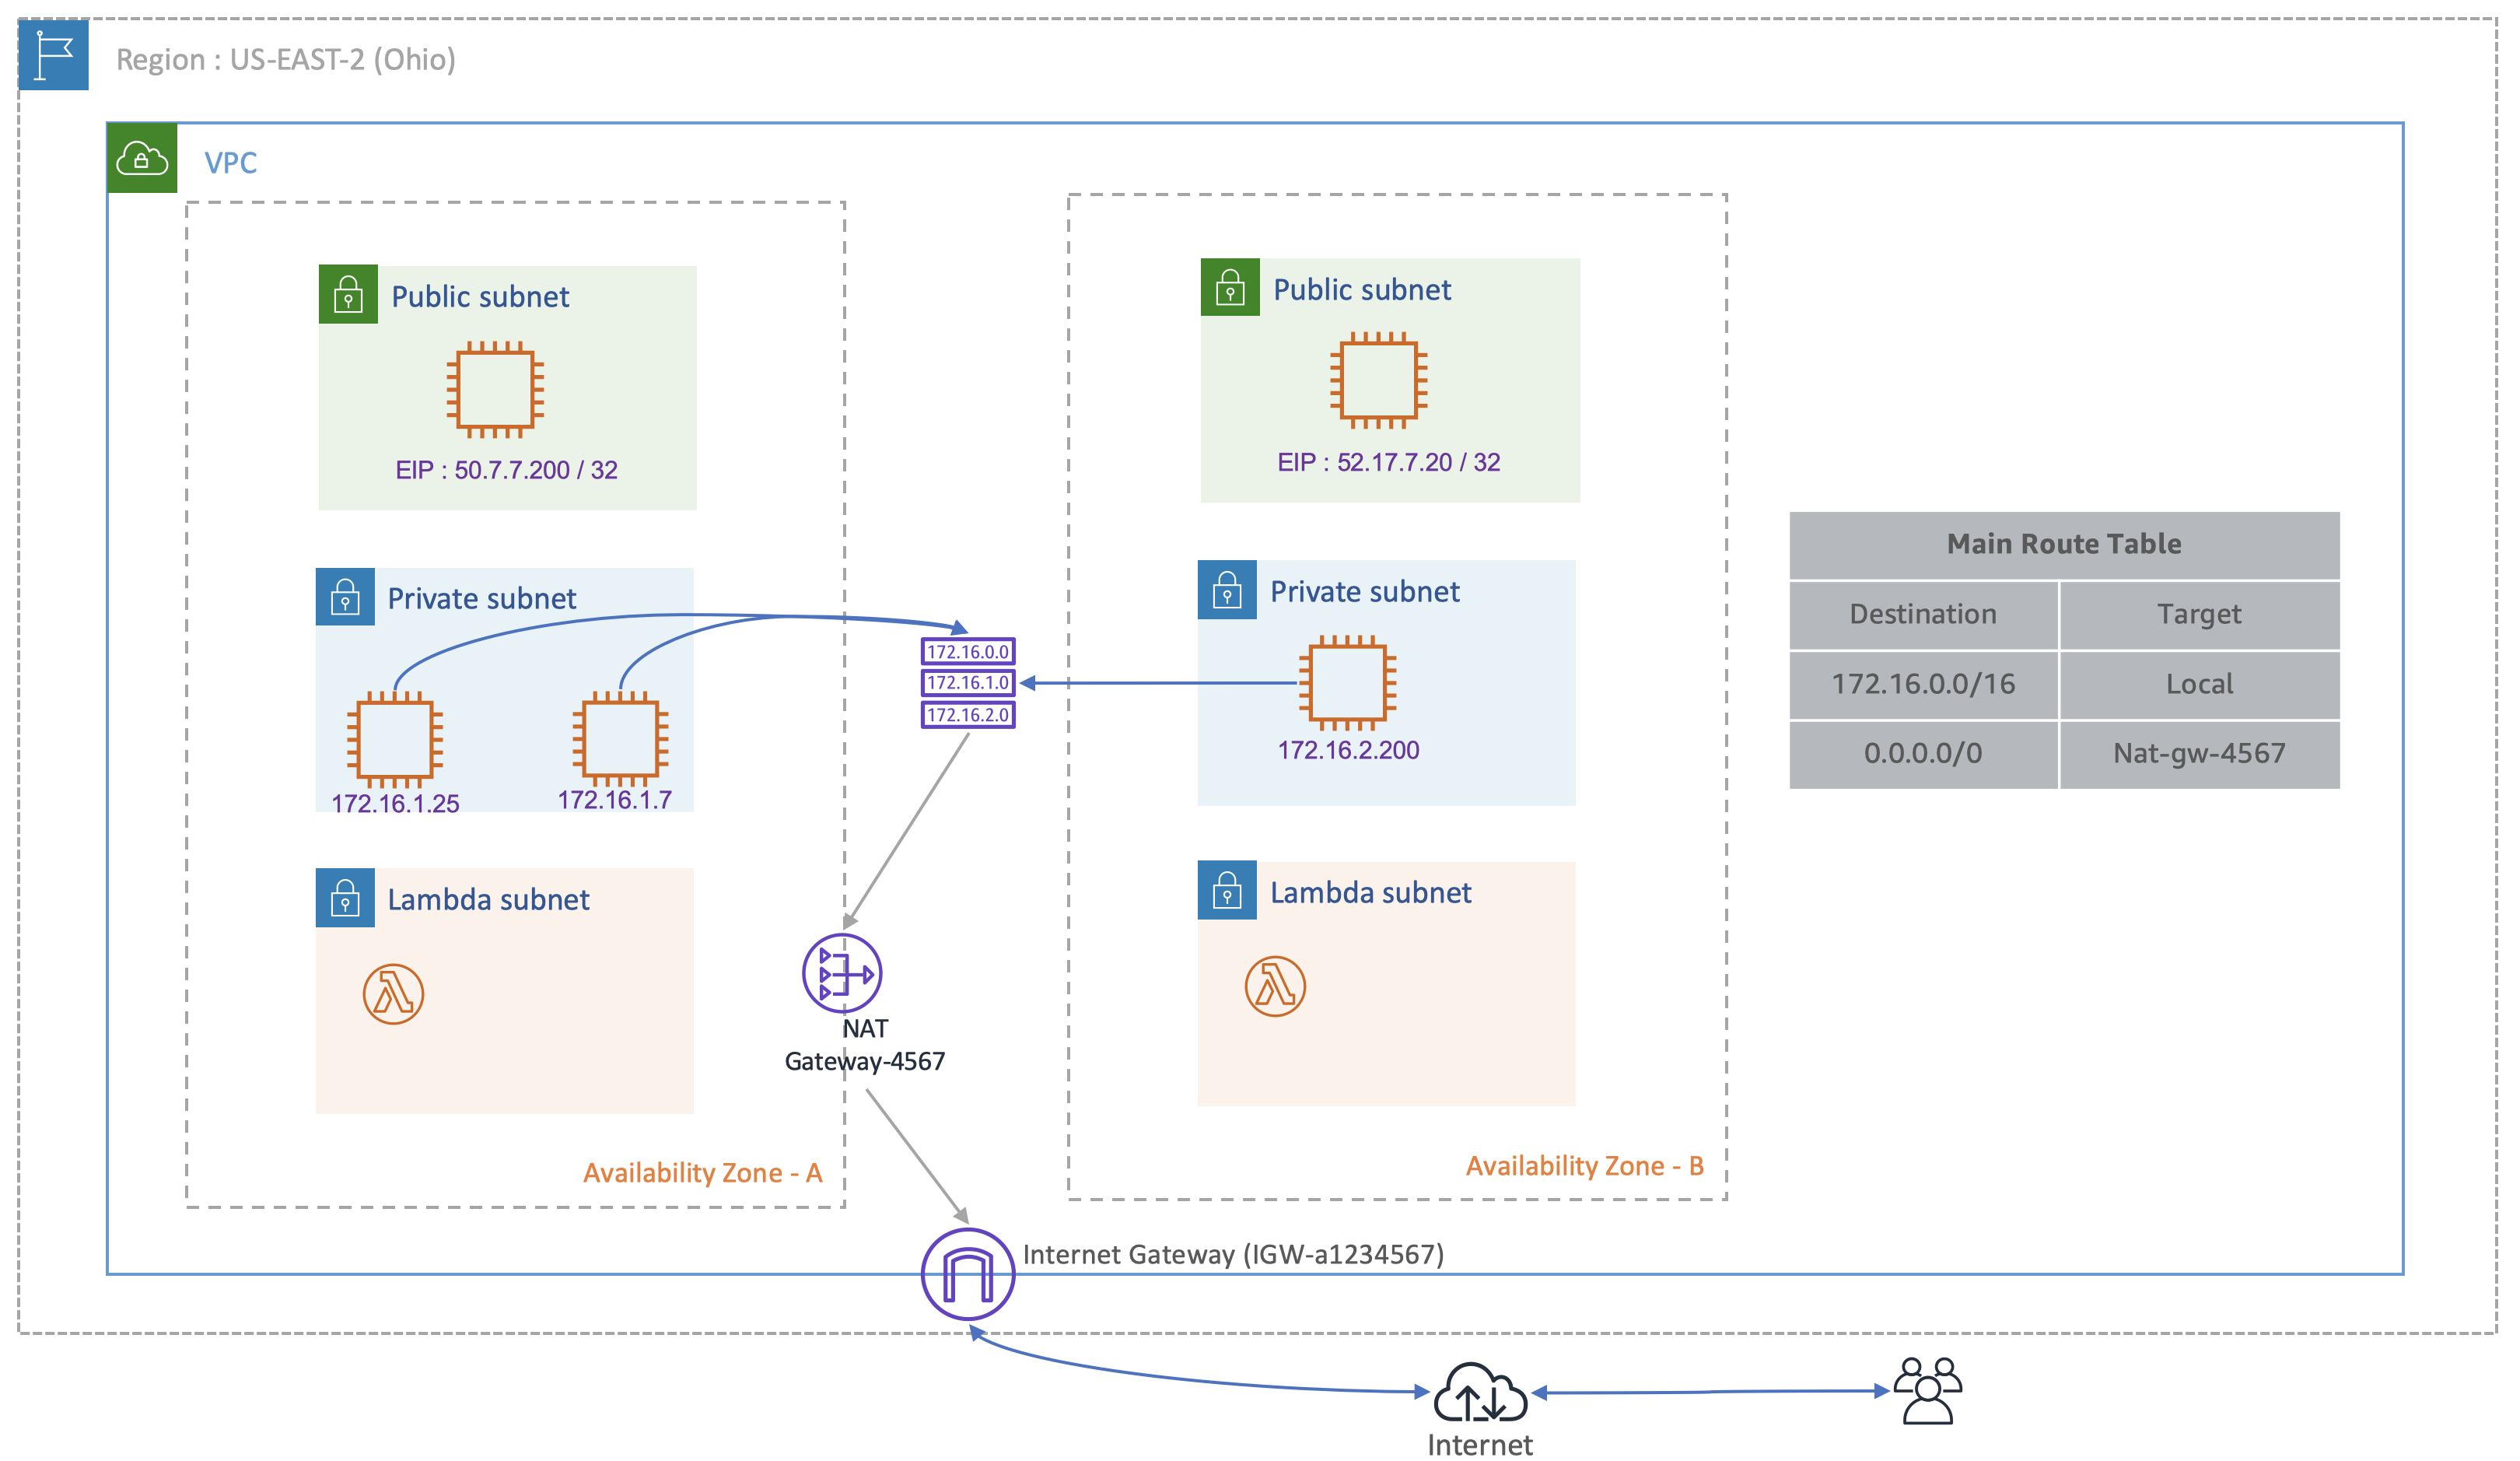 Region : US-EAST-2 (Ohio)
VPC
Public subnet
EIP : 50.7.7.200 / 32
Private subnet
172.16.1.25
172.16.1.7
Lambda subnet
Availability Zone - A
172.16.0.0
172.16.1.0
172.16.2.0
NAT
Gateway-4567
Public subnet
EIP : 52.17.7.20 / 32
Private subnet
172.16.2.200
Lambda subnet
Availability Zone - B
Main Route Table
Destination Target
172.16.0.0/16 Local
0.0.0.0/0 Nat-gw-4567
Internet Gateway (IGW-a1234567)
Internet